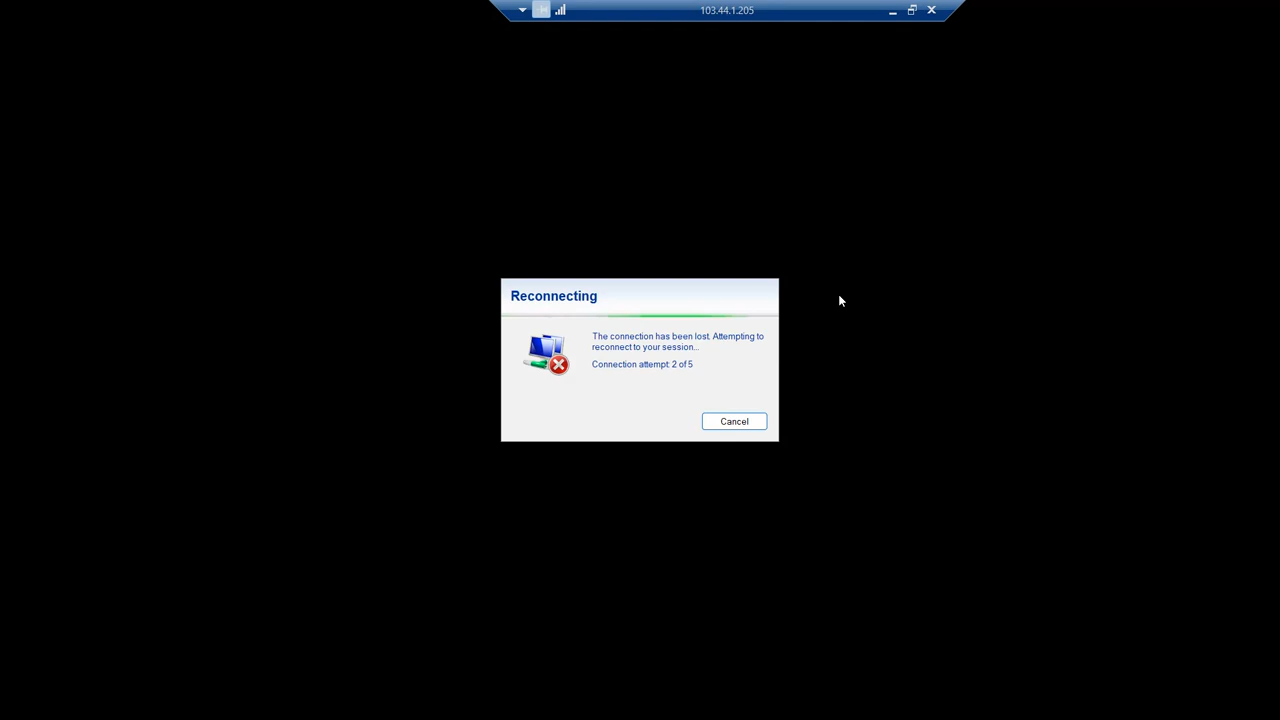 103.44.1.205
Reconnecting
The connection has been lost. Attempting to
reconnect to your session...
Connection attempt: 2 of 5
Cancel